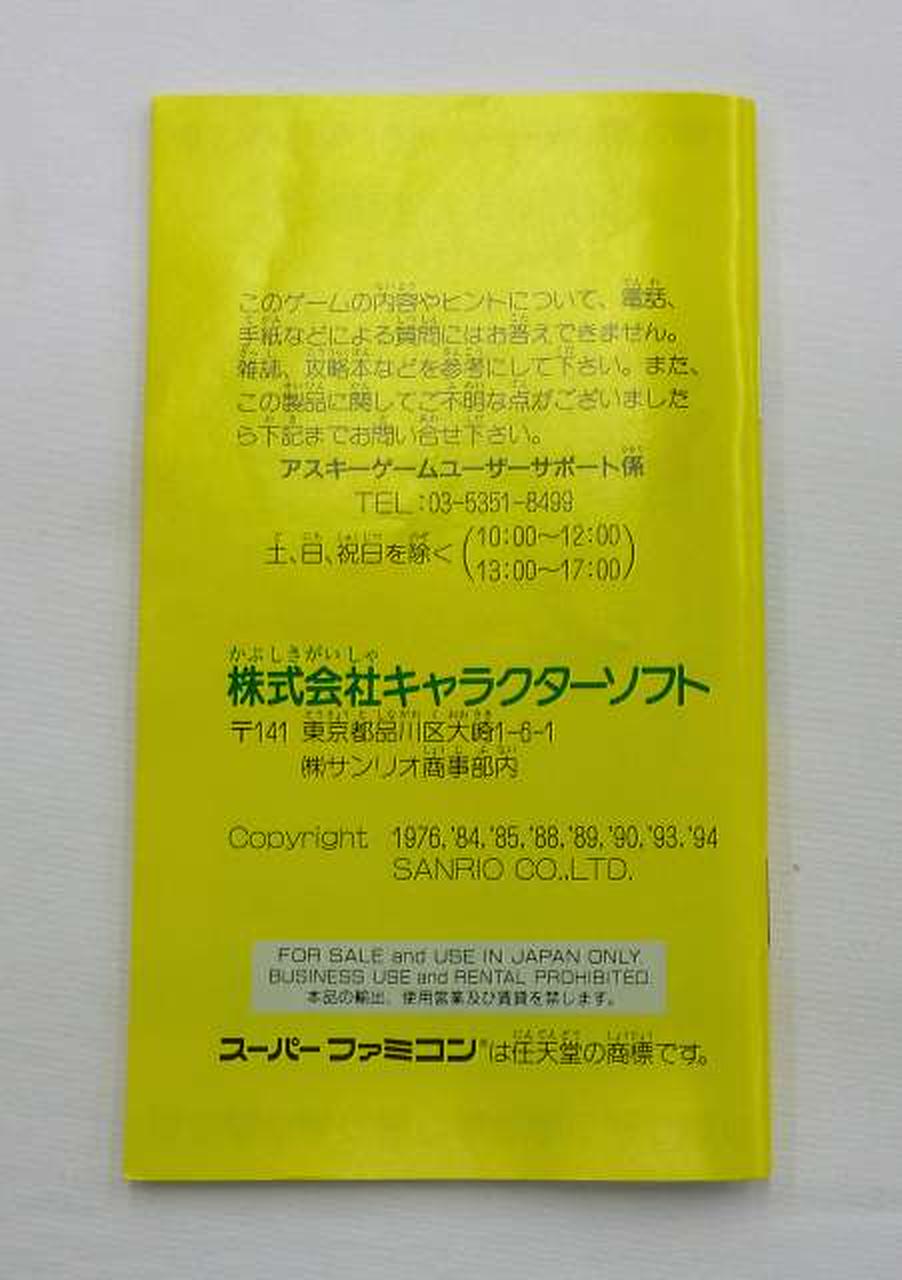 このゲームの内容やヒントについて、電話、
手紙などによる質問にはお答えできません。
雑誌、攻略本などを参考にして下さい。また、
この製品に関してご不明な点がございました
ら下記までお問い合せ下さい。
アスキーゲームユーザーサポート係
TEL:03-5351-8499
土、日、祝日を除く(10:00〜12:00
13:00〜17:00)
かぶしきがいしゃ
株式会社キャラクターソフト
〒141 東京都品川区大崎1-6-1
㈱サンリオ商事部内
Copyright 1976,'84,'85,'88,'89,'90,'93,'94
SANRIO CO.,LTD.
FOR SALE and USE IN JAPAN ONLY.
BUSINESS USE and RENTAL PROHIBITED.
本品の輸出、使用営業及び賃貸を禁じます。
スーパーファミコン®は任天堂の商標です。